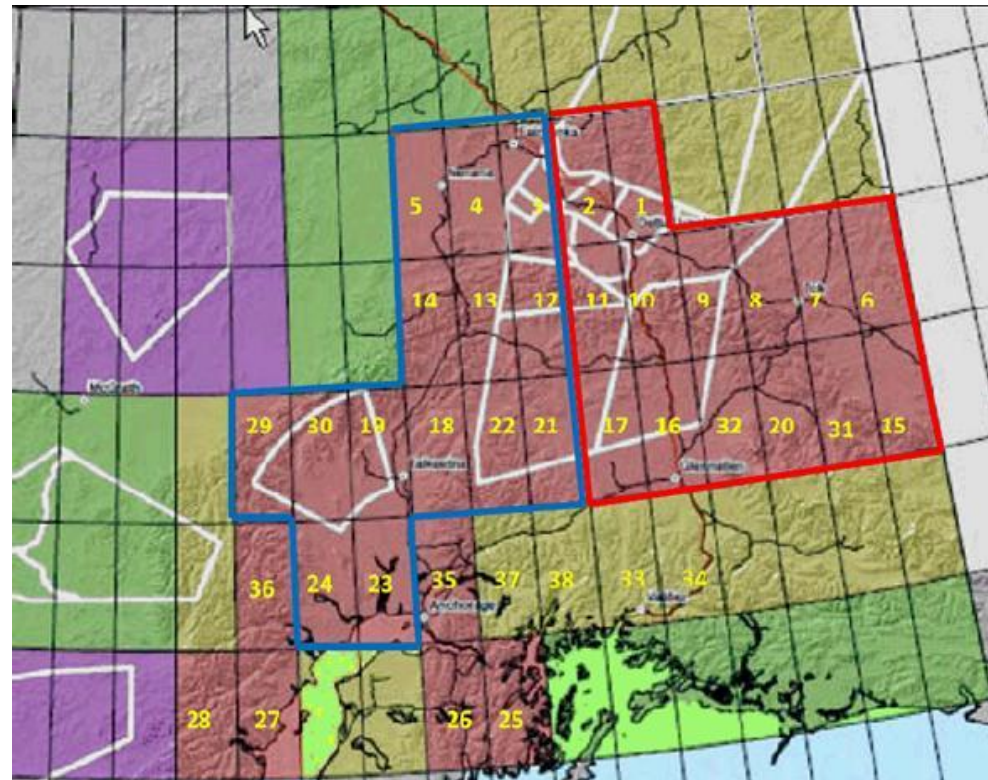 Nenana
5 4 3 2 1
14 13 12 11 10 9 8 7 6
Tok
McGrath
29 30 19 18 22 21 17 16 32 20 31 15
Talkeetna
Glennallen
36 24 23 35 37 38 33 34
Anchorage
Valdez
28 27 26 25